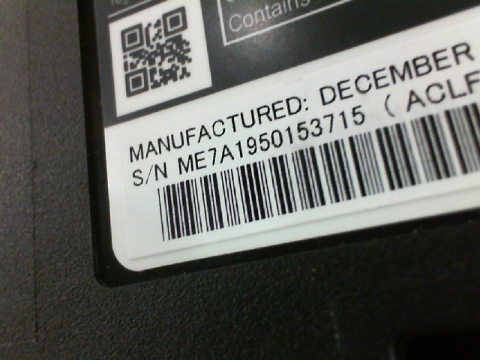 Contains
MANUFACTURED: DECEMBER
S/N ME7A1950153715 ( ACLF